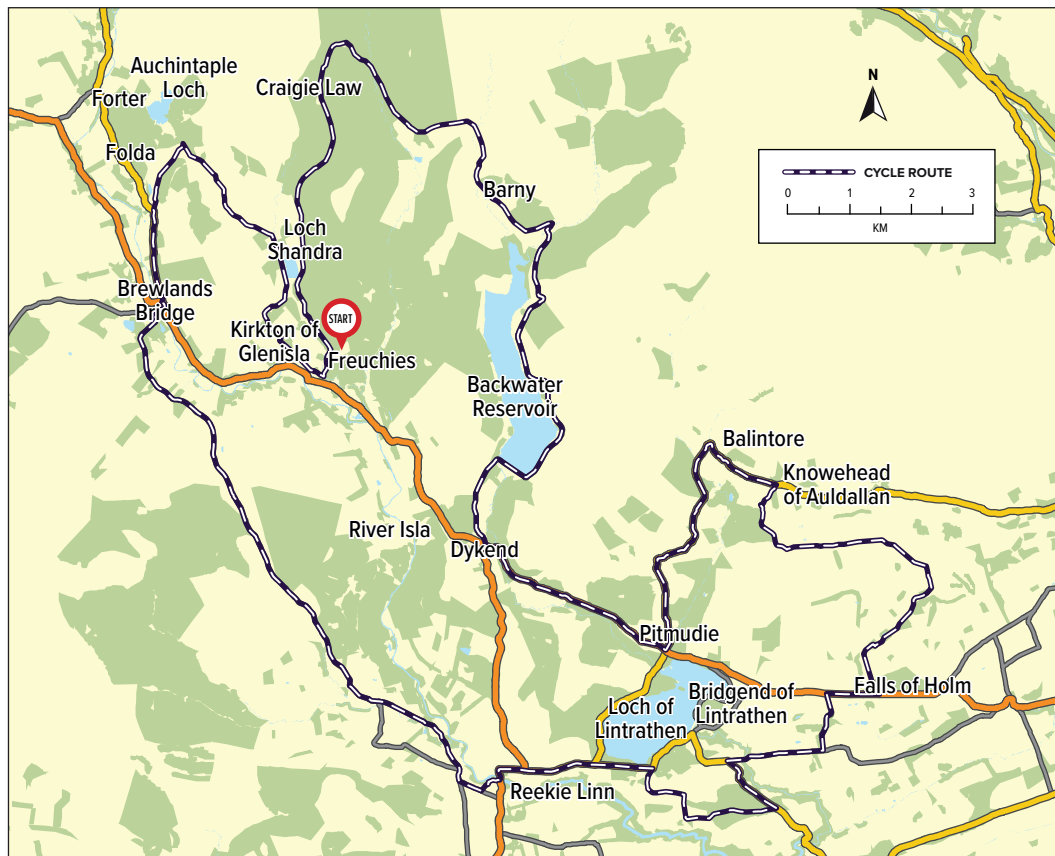 Auchintaple
Loch
Craigie Law
Forter
N
Folda
CYCLE ROUTE
0 1 2 3
KM
Barny
Loch
Shandra
Brewlands
Bridge
START
Kirkton of
Glenisla
Freuchies
Backwater
Reservoir
Balintore
Knowehead
of Auldallan
River Isla
Dykend
Pitmudie
Falls of Holm
Bridgend of
Lintrathen
Loch of
Lintrathen
Reekie Linn